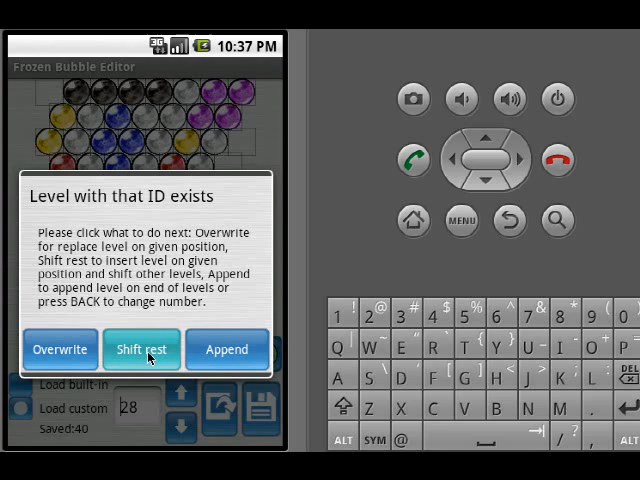 3G 10:37 PM
Frozen Bubble Editor
Level with that ID exists
Please click what to do next: Overwrite
for replace level on given position,
Shift rest to insert level on given
position and shift other levels, Append
to append level on end of levels or
press BACK to change number.
Overwrite Shift rest Append
Load built-in
Load custom 28
Saved:40
MENU
1 ! 2 @ 3 # 4 $ 5 % 6 ^ 7 & 8 * 9 ( 0
Q | W ~ E " R ` T { Y } U _ I - O + P =
A S \ D ' F [ G ] H < J > K ; L : DEL
Z X C V B N M .
ALT SYM @ / ? , ALT